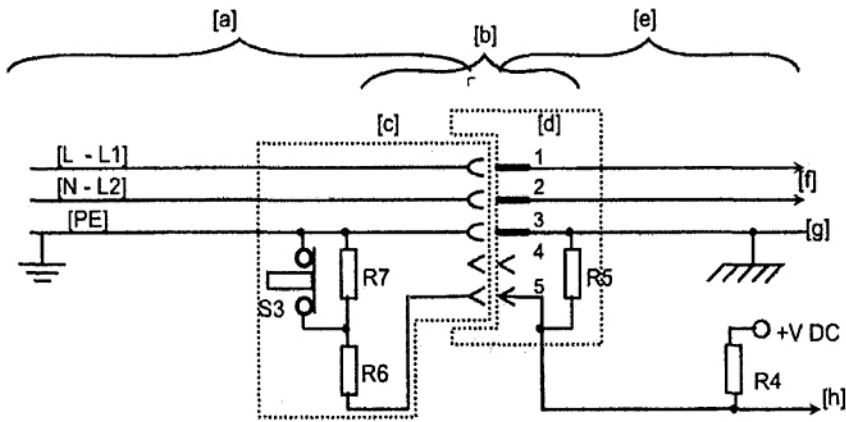 [a] [b] [e]
[c] [d]
[L - L1] 1
[N - L2] 2 [f]
[PE] 3 [g]
4
R7 5 R5
S3
+V DC
R6 R4
[h]